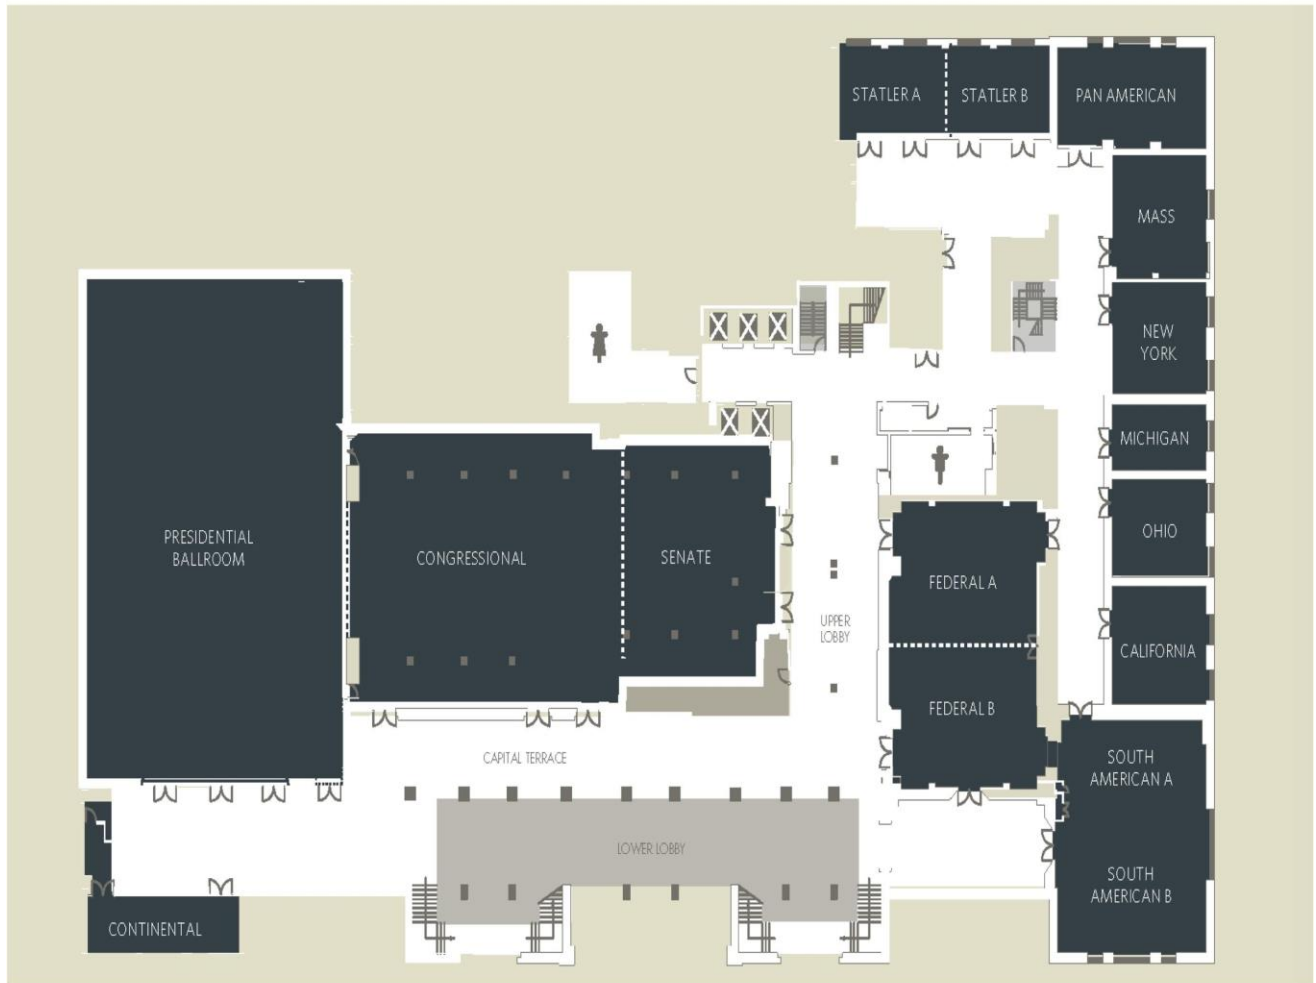 STATLER A
STATLER B
PAN AMERICAN
MASS
NEW
YORK
MICHIGAN
OHIO
CALIFORNIA
PRESIDENTIAL
BALLROOM
CONGRESSIONAL
SENATE
UPPER
LOBBY
FEDERAL A
FEDERAL B
CAPITAL TERRACE
SOUTH
AMERICAN A
LOWER LOBBY
SOUTH
AMERICAN B
CONTINENTAL